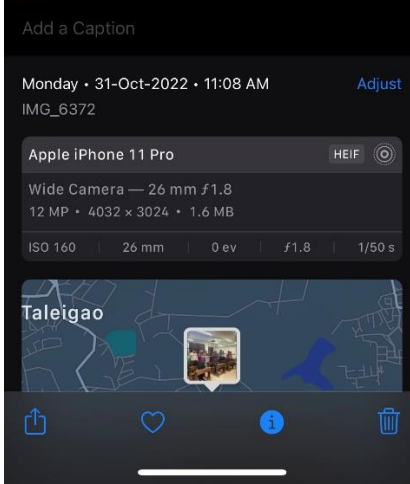 Add a Caption
Monday • 31-Oct-2022 • 11:08 AM Adjust
IMG_6372
Apple iPhone 11 Pro HEIF
Wide Camera — 26 mm ƒ1.8
12 MP • 4032 × 3024 • 1.6 MB
ISO 160 26 mm 0 ev ƒ1.8 1/50 s
Taleigao